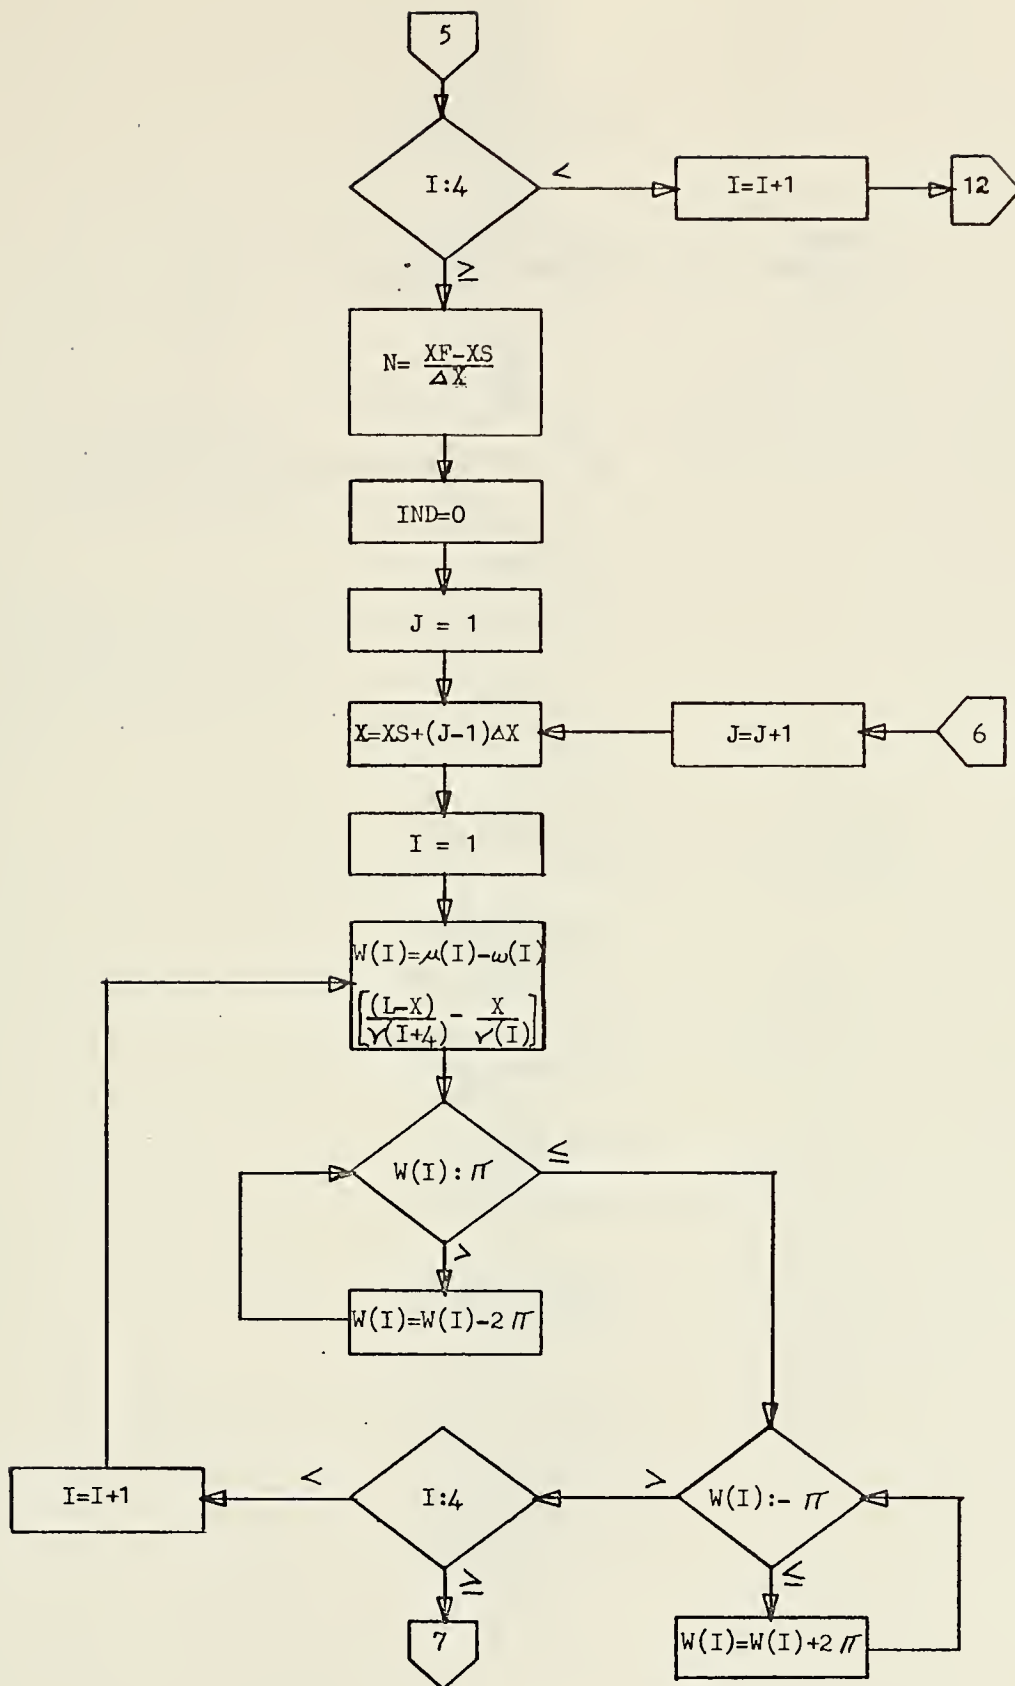 5
I:4
<
I=I+1
12
≥
N= XF-XS
ΔX
IND=0
J = 1
X=XS+(J-1)ΔX
J=J+1
6
I = 1
W(I)=μ(I)-ω(I)
[(L-X) - X]
γ(I+4) γ(I)
W(I):π
≤
>
W(I)=W(I)-2π
I=I+1
<
I:4
>
W(I):-π
≥
≤
7
W(I)=W(I)+2π